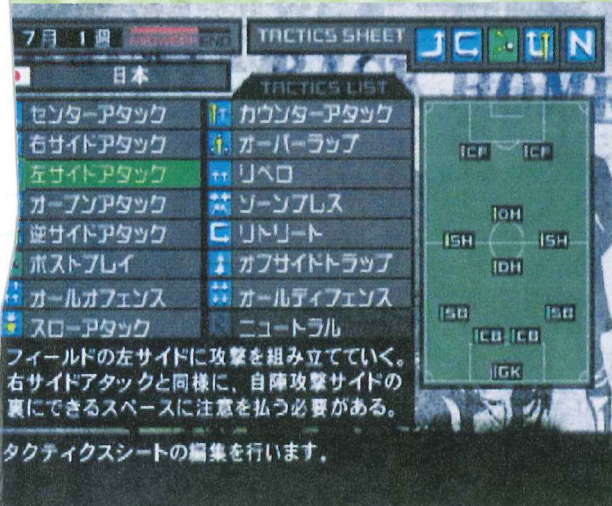 7月 1週 MIDWEEK END
TACTICS SHEET
N
日本
TACTICS LIST
センターアタック
カウンターアタック
右サイドアタック
オーバーラップ
左サイドアタック
リベロ
オープンアタック
ゾーンプレス
逆サイドアタック
リトリート
ポストプレイ
オフサイドトラップ
オールオフェンス
オールディフェンス
スローアタック
ニュートラル
CF CF
OH
SH SH
DH
SB SB
CB CB
GK
フィールドの左サイドに攻撃を組み立てていく。
右サイドアタックと同様に、自陣攻撃サイドの
裏にできるスペースに注意を払う必要がある。
タクティクスシートの編集を行います.